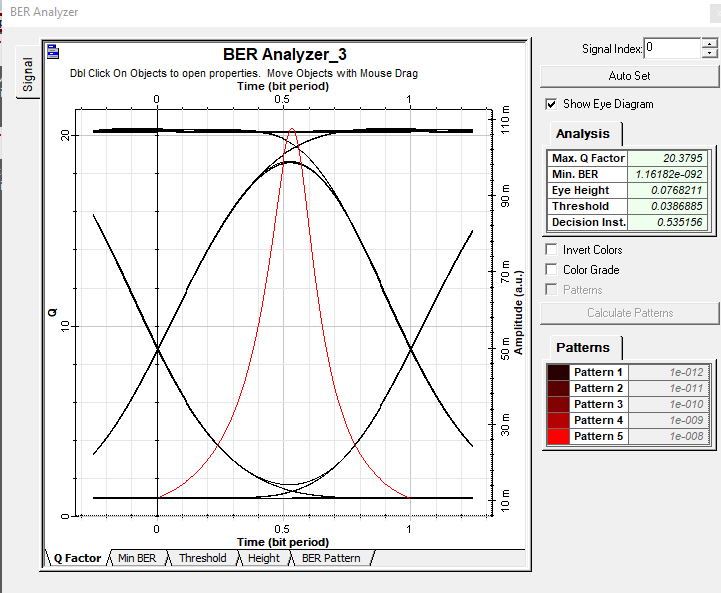 BER Analyzer
Signal
BER Analyzer_3
Dbl Click On Objects to open properties. Move Objects with Mouse Drag
Time (bit period)
0 0.5 1
Q
20
10
0
110 m
90 m
70 m
50 m
30 m
10 m
Amplitude (a.u.)
0 0.5 1
Time (bit period)
Q Factor Min BER Threshold Height BER Pattern
Signal Index: 0
Auto Set
Show Eye Diagram
Analysis
Max. Q Factor 20.3795
Min. BER 1.16182e-092
Eye Height 0.0768211
Threshold 0.0386885
Decision Inst. 0.535156
Invert Colors
Color Grade
Patterns
Calculate Patterns
Patterns
Pattern 1 1e-012
Pattern 2 1e-011
Pattern 3 1e-010
Pattern 4 1e-009
Pattern 5 1e-008